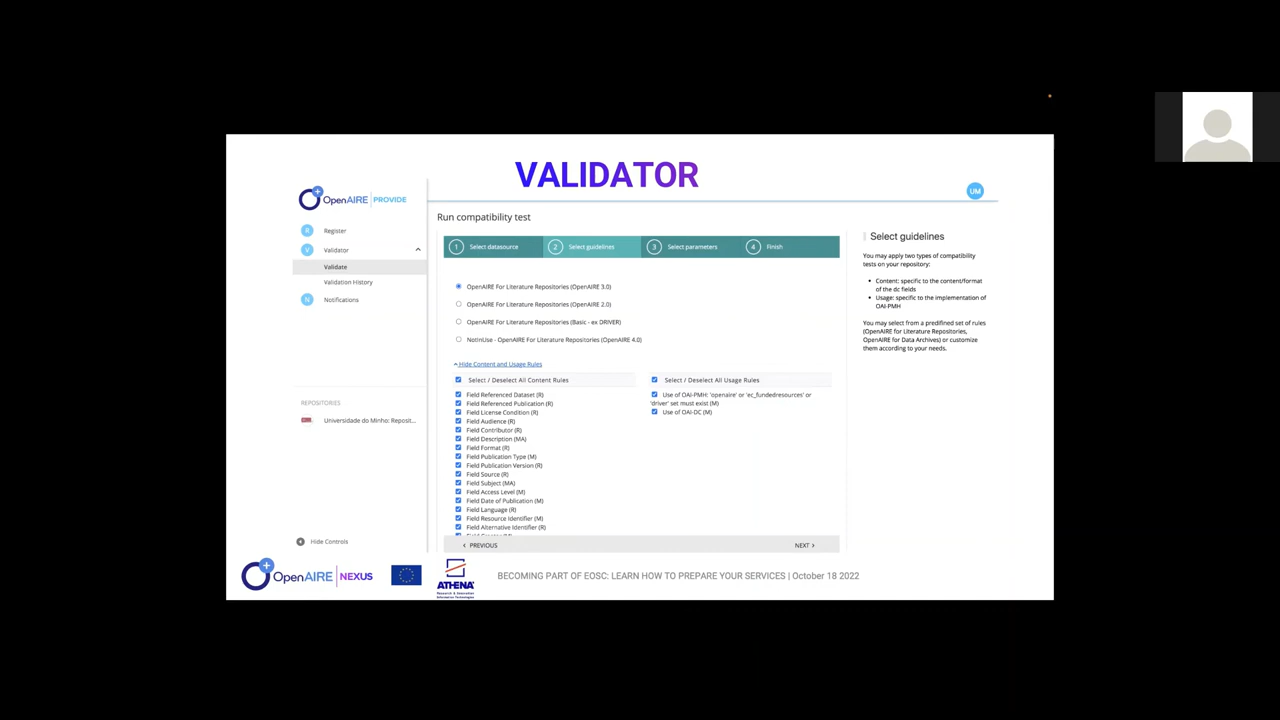 VALIDATOR
OpenAIRE | PROVIDE
UM
R Register
V Validator
Validate
Validation History
N Notifications
REPOSITORIES
Universidade do Minho: Reposit...
Hide Controls
Run compatibility test
1 Select datasource 2 Select guidelines 3 Select parameters 4 Finish
OpenAIRE For Literature Repositories (OpenAIRE 3.0)
OpenAIRE For Literature Repositories (OpenAIRE 2.0)
OpenAIRE For Literature Repositories (Basic - ex DRIVER)
NotInUse - OpenAIRE For Literature Repositories (OpenAIRE 4.0)
Hide Content and Usage Rules
Select / Deselect All Content Rules
Field Referenced Dataset (R)
Field Referenced Publication (R)
Field License Condition (R)
Field Audience (R)
Field Contributor (R)
Field Description (MA)
Field Format (R)
Field Publication Type (M)
Field Publication Version (R)
Field Source (R)
Field Subject (MA)
Field Access Level (M)
Field Date of Publication (M)
Field Language (R)
Field Resource Identifier (M)
Field Alternative Identifier (R)
Select / Deselect All Usage Rules
Use of OAI-PMH: 'openaire' or 'ec_fundedresources' or
'driver' set must exist (M)
Use of OAI-DC (M)
< PREVIOUS
NEXT >
Select guidelines
You may apply two types of compatibility
tests on your repository:
• Content: specific to the content/format
of the dc fields
• Usage: specific to the implementation of
OAI-PMH
You may select from a predifined set of rules
(OpenAIRE for Literature Repositories,
OpenAIRE for Data Archives) or customize
them according to your needs.
OpenAIRE | NEXUS
ATHENA
Research & Innovation
Information Technologies
BECOMING PART OF EOSC: LEARN HOW TO PREPARE YOUR SERVICES | October 18 2022